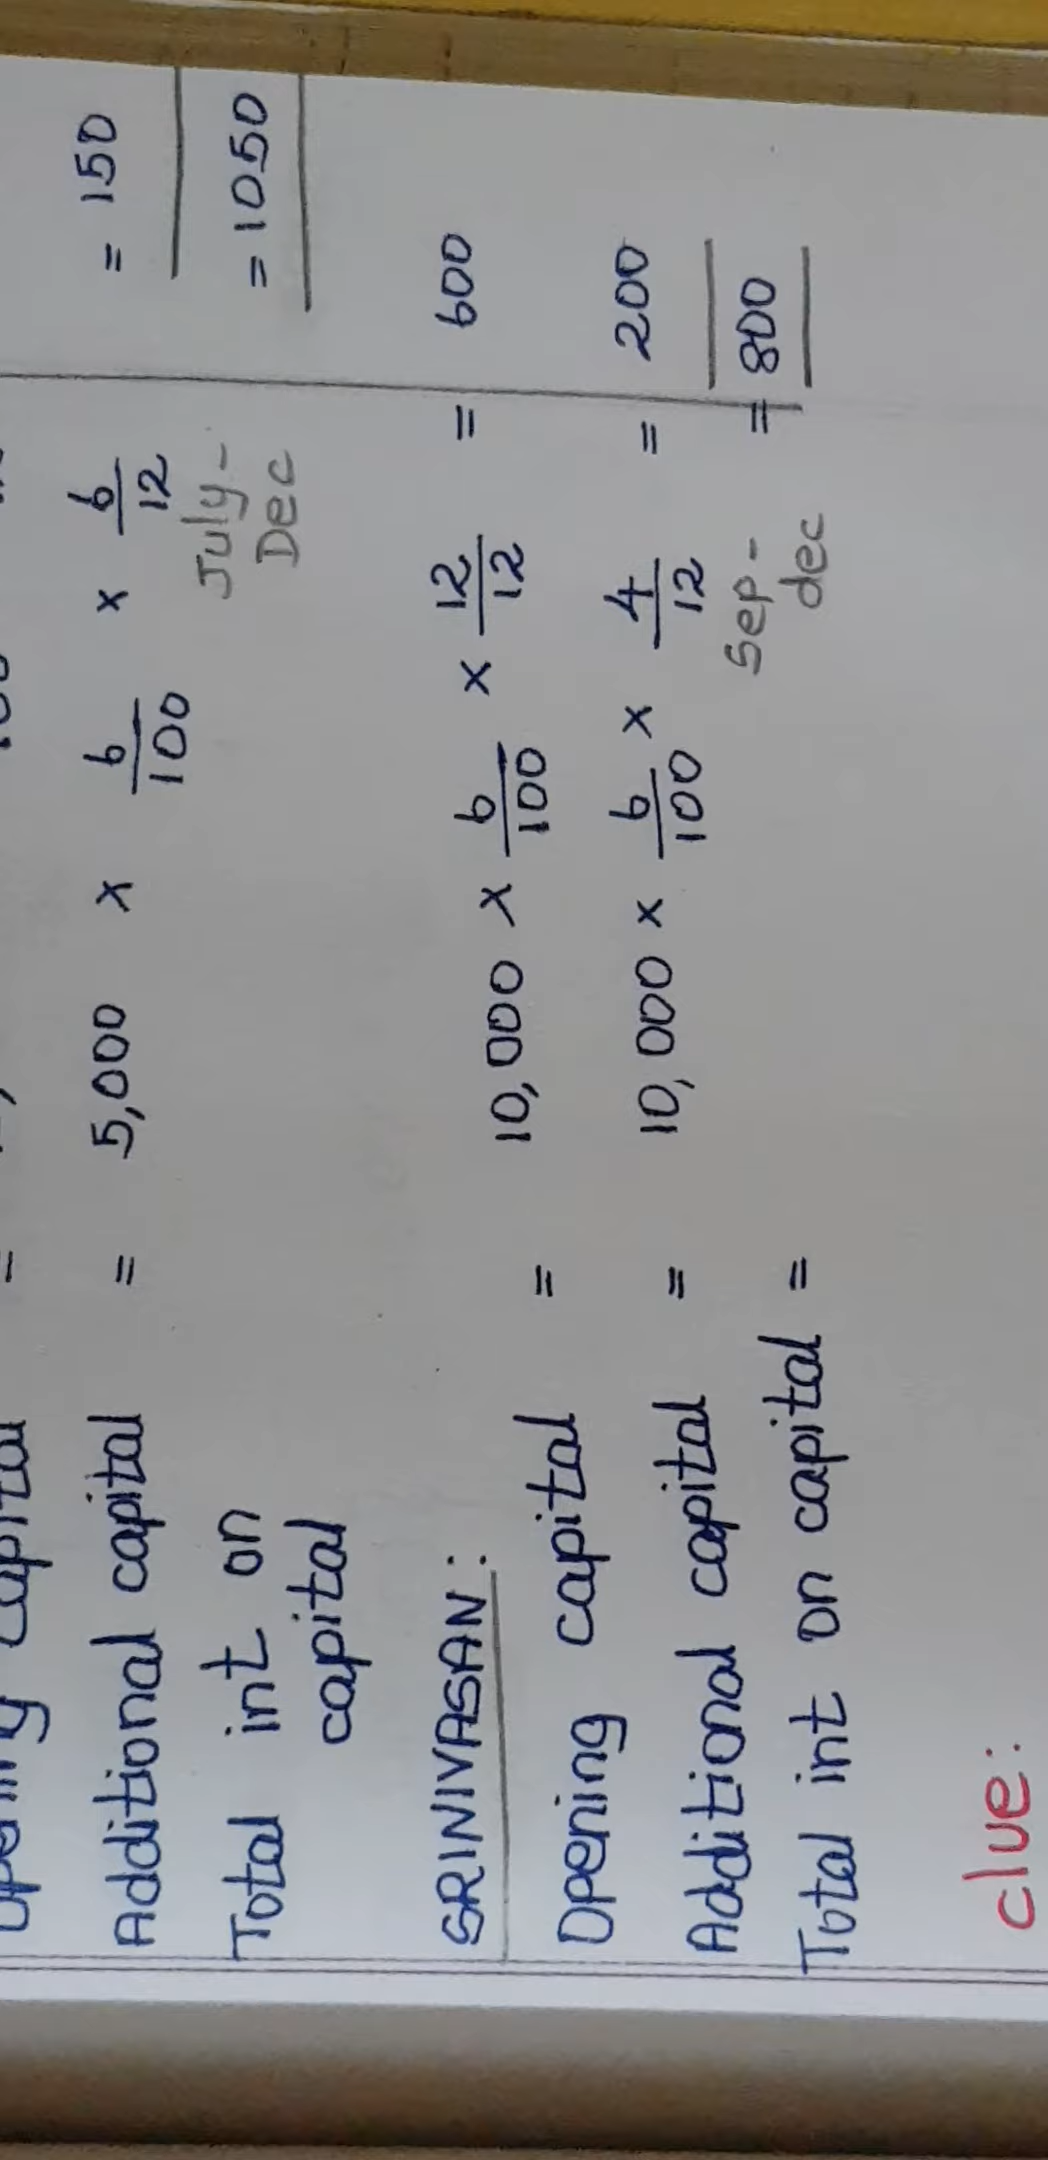 Opening capital =
Additional capital = 5,000 x 6/100 x 6/12 = 150
July - Dec
Total int on capital = 1050
SRINIVASAN:
Opening capital = 10,000 x 6/100 x 12/12 = 600
Additional capital = 10,000 x 6/100 x 4/12 = 200
Sep - dec
Total int on capital = = 800
clue: